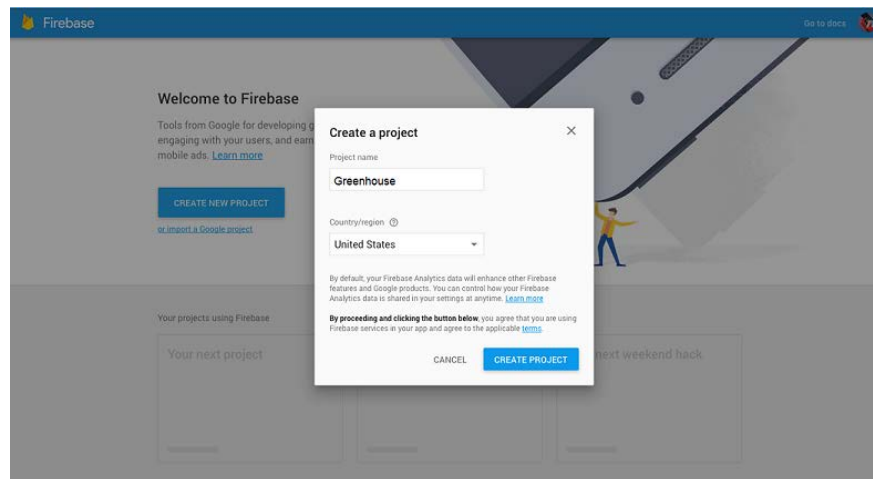 Firebase
Go to docs
Welcome to Firebase
Tools from Google for developing g
engaging with your users, and earn
mobile ads. Learn more
CREATE NEW PROJECT
or import a Google project
Create a project
Project name
Greenhouse
Country/region
United States
By default, your Firebase Analytics data will enhance other Firebase
features and Google products. You can control how your Firebase
Analytics data is shared in your settings at anytime. Learn more
By proceeding and clicking the button below, you agree that you are using
Firebase services in your app and agree to the applicable terms.
CANCEL
CREATE PROJECT
Your projects using Firebase
Your next project
next weekend hack